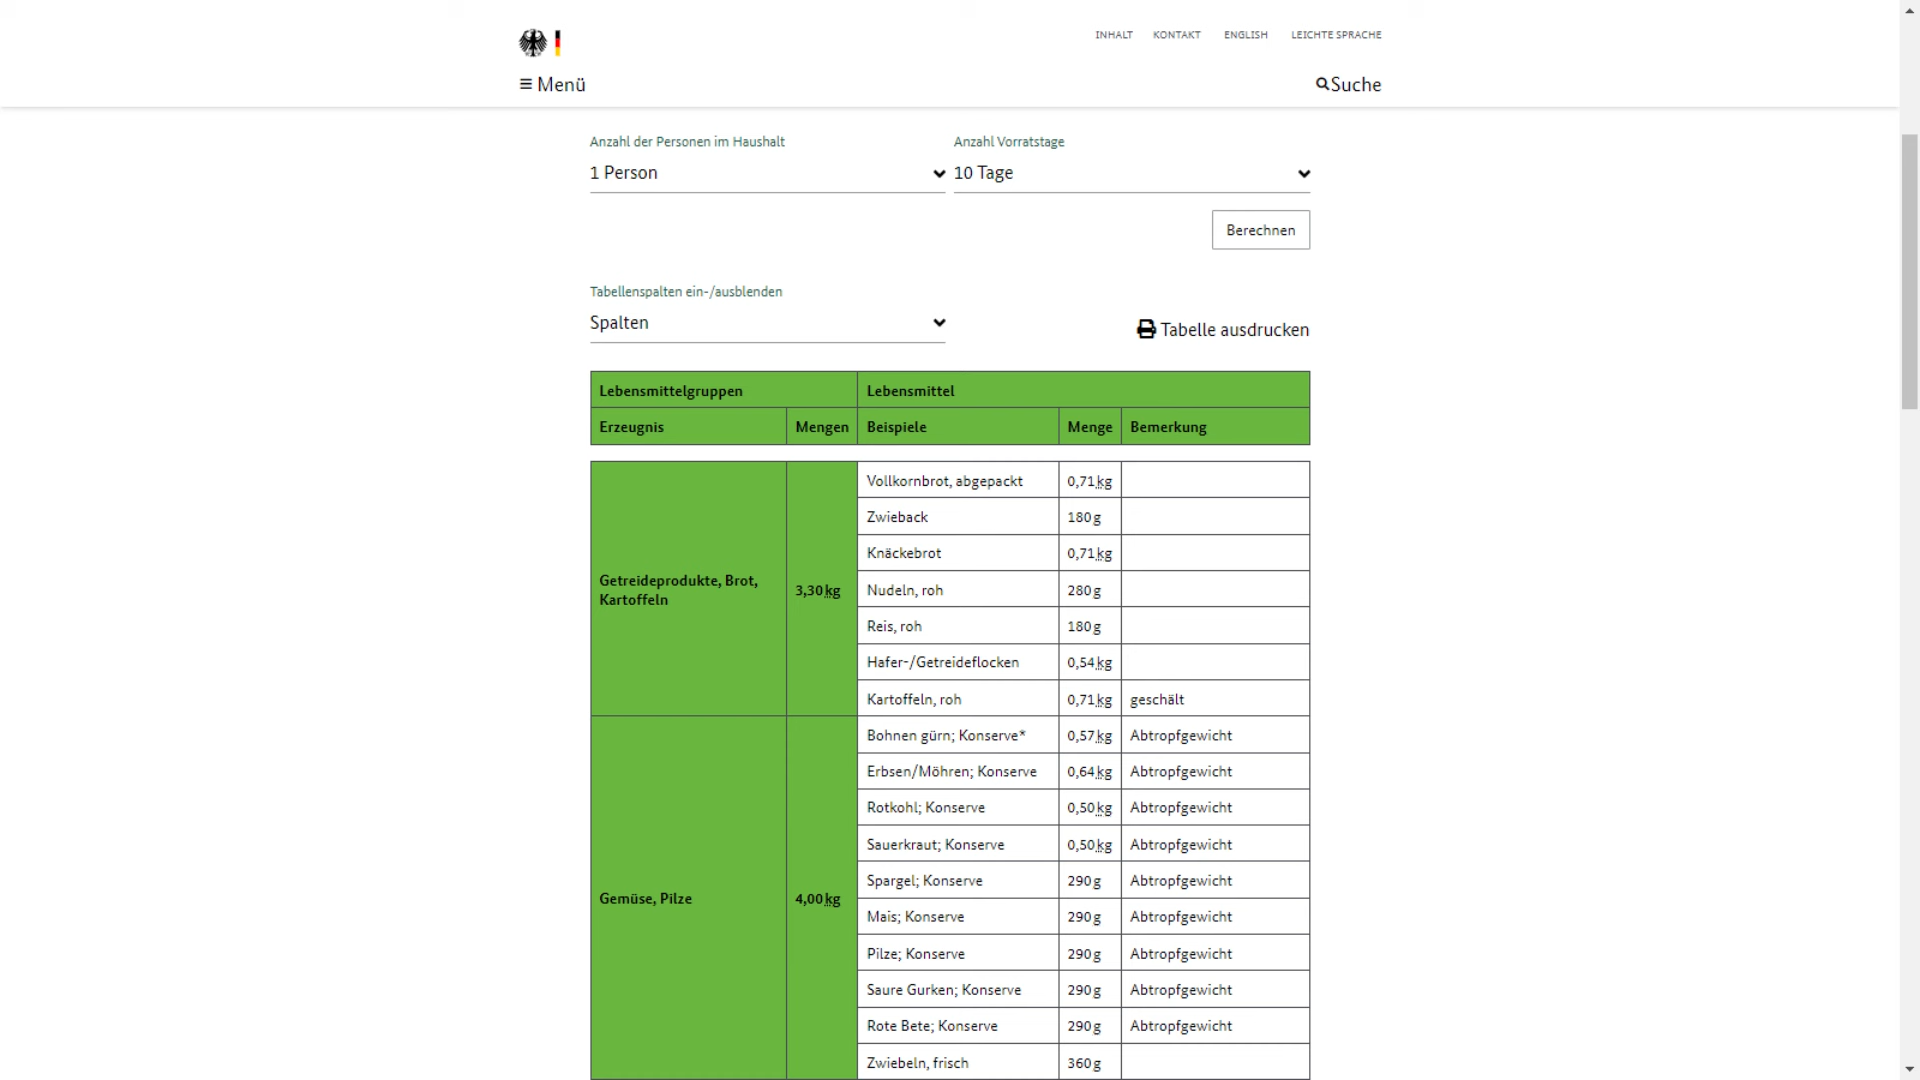 INHALT KONTAKT ENGLISH LEICHTE SPRACHE
Menü Suche
Anzahl der Personen im Haushalt Anzahl Vorratstage
1 Person 10 Tage
Berechnen
Tabellenspalten ein-/ausblenden
Spalten Tabelle ausdrucken
Lebensmittelgruppen Lebensmittel
Erzeugnis Mengen Beispiele Menge Bemerkung
Getreideprodukte, Brot,
Kartoffeln
3,30 kg
Vollkornbrot, abgepackt 0,71 kg
Zwieback 180 g
Knäckebrot 0,71 kg
Nudeln, roh 280 g
Reis, roh 180 g
Hafer-/Getreideflocken 0,54 kg
Kartoffeln, roh 0,71 kg geschält
Gemüse, Pilze 4,00 kg
Bohnen gürn; Konserve* 0,57 kg Abtropfgewicht
Erbsen/Möhren; Konserve 0,64 kg Abtropfgewicht
Rotkohl; Konserve 0,50 kg Abtropfgewicht
Sauerkraut; Konserve 0,50 kg Abtropfgewicht
Spargel; Konserve 290 g Abtropfgewicht
Mais; Konserve 290 g Abtropfgewicht
Pilze; Konserve 290 g Abtropfgewicht
Saure Gurken; Konserve 290 g Abtropfgewicht
Rote Bete; Konserve 290 g Abtropfgewicht
Zwiebeln, frisch 360 g